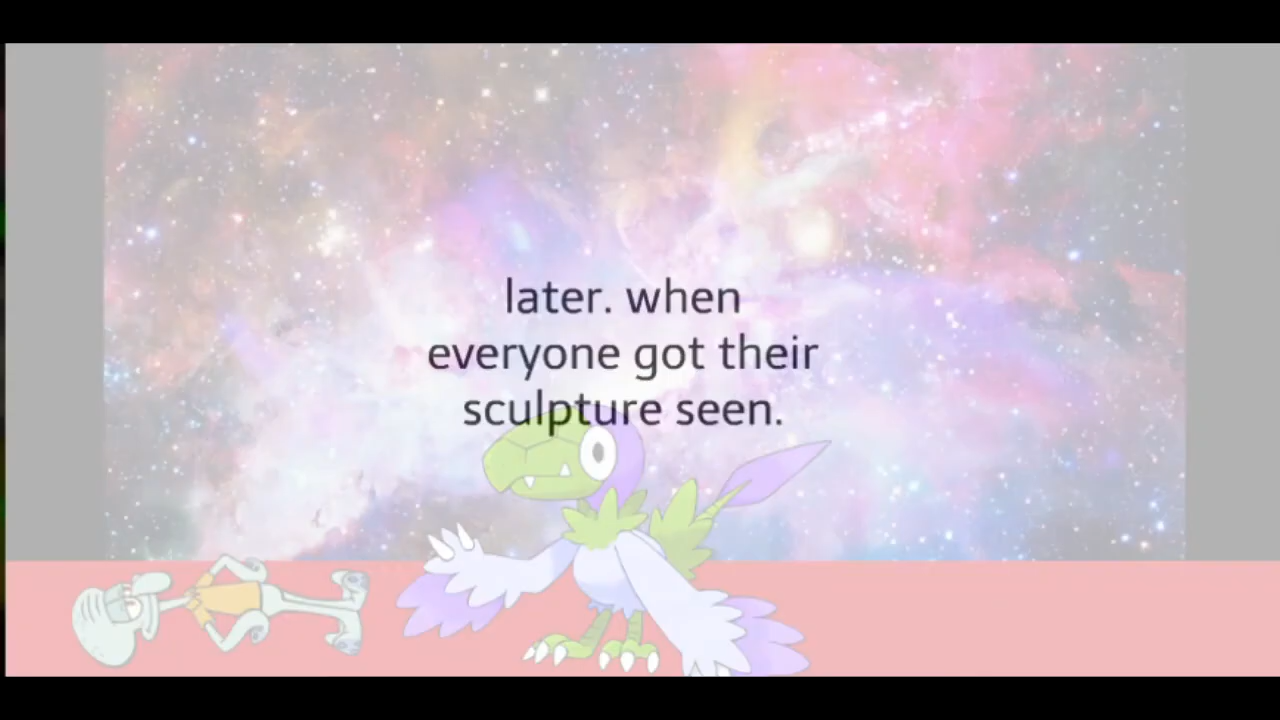 later. when
everyone got their
sculpture seen.